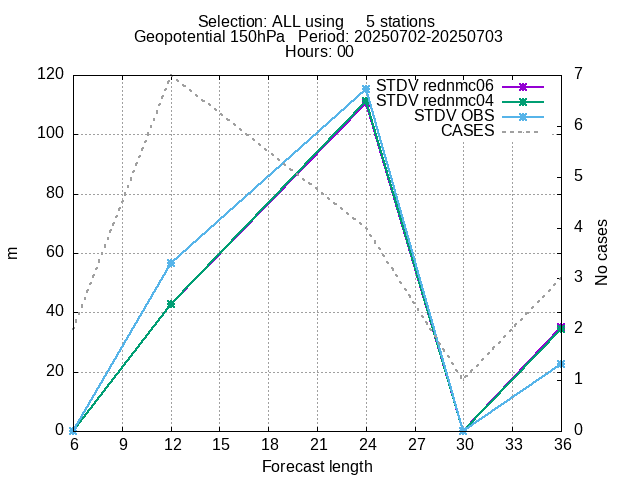 Selection: ALL using     5 stations
Geopotential 150hPa   Period: 20250702-20250703
Hours: 00
STDV rednmc06
STDV rednmc04
STDV OBS
CASES
120
100
80
60
40
20
0
m
7
6
5
4
3
2
1
0
No cases
6 9 12 15 18 21 24 27 30 33 36
Forecast length